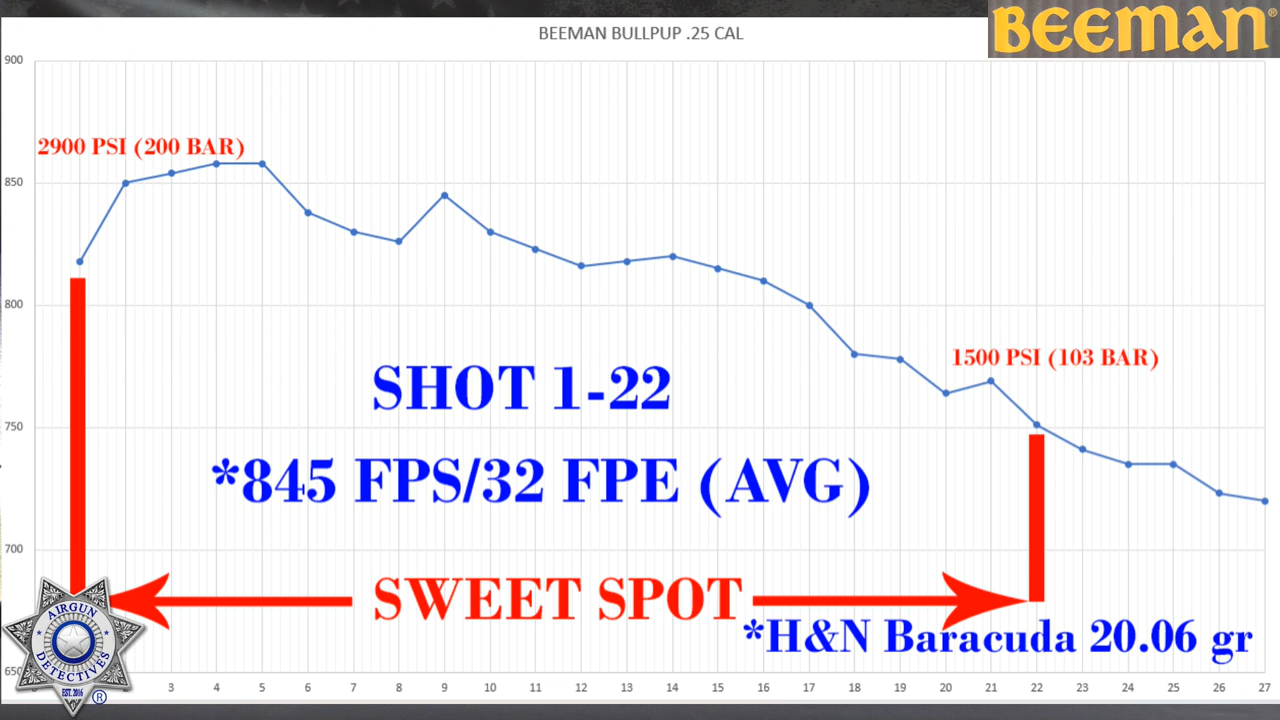 BEEMAN BULLPUP .25 CAL
BEEMAN®
900
2900 PSI (200 BAR)
850
800
1500 PSI (103 BAR)
SHOT 1-22
750
*845 FPS/32 FPE (AVG)
700
SWEET SPOT
*H&N Baracuda 20.06 gr
AIRGUN
DETECTIVES
EST. 2016
®
650
3 4 5 6 7 8 9 10 11 12 13 14 15 16 17 18 19 20 21 22 23 24 25 26 27